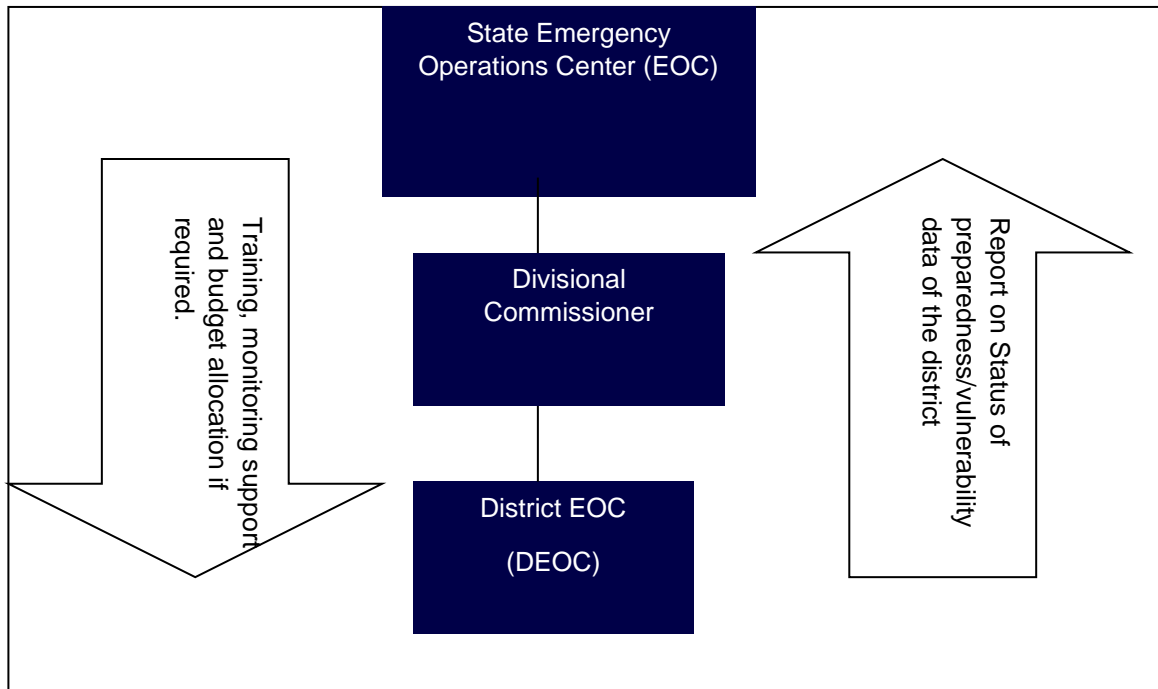 State Emergency
Operations Center (EOC)
Training, monitoring support
and budget allocation if
required.
Divisional
Commissioner
Report on Status of
preparedness/vulnerability
data of the district
District EOC
(DEOC)